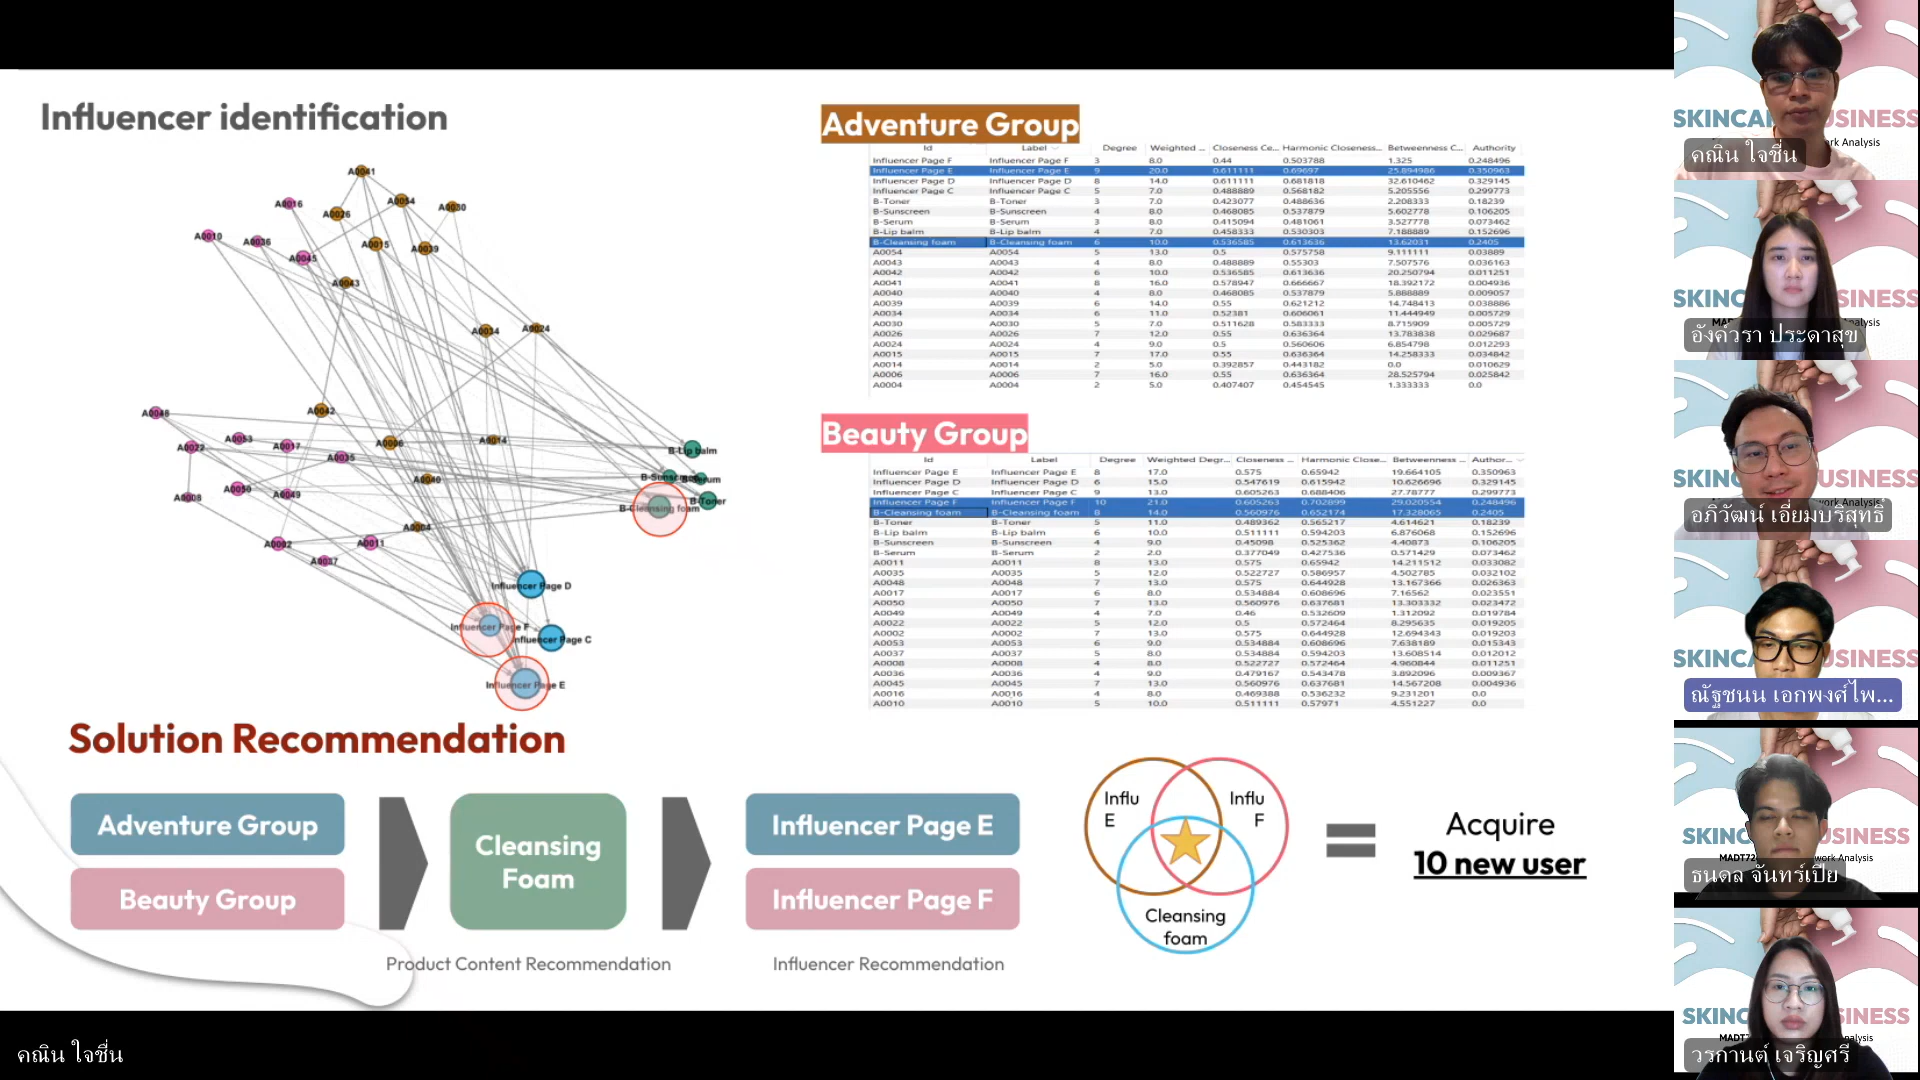 Influencer identification
A0041
A0016
A0026
A0054
A0030
A0010
A0036
A0015
A0039
A0045
A0043
A0034
A0024
A0048
A0042
A0022
A0053
A0017
A0006
A0014
A0035
A0008
A0050
A0049
A0040
A0004
A0002
A0011
A0037
B-Lip balm
B-Toner
B-Cleansing foam
Influencer Page D
Influencer Page F
Influencer Page C
Influencer Page E
Adventure Group
Id Label Degree Weighted ... Closeness Ce... Harmonic Closeness... Betweenness C... Authority
Influencer Page F Influencer Page F 3 8.0 0.44 0.503788 1.325 0.248496
Influencer Page E Influencer Page E 9 20.0 0.611111 0.69697 25.894986 0.350963
Influencer Page D Influencer Page D 8 14.0 0.611111 0.681818 32.610462 0.329145
Influencer Page C Influencer Page C 5 7.0 0.488889 0.568182 5.205556 0.299773
B-Toner B-Toner 3 7.0 0.423077 0.488636 2.208333 0.18239
B-Sunscreen B-Sunscreen 4 8.0 0.468085 0.537879 5.602778 0.106205
B-Serum B-Serum 3 8.0 0.415094 0.481061 3.527778 0.073462
B-Lip balm B-Lip balm 4 7.0 0.458333 0.530303 7.188889 0.152696
B-Cleansing foam B-Cleansing foam 6 10.0 0.536585 0.613636 13.62031 0.2405
A0054 A0054 5 13.0 0.5 0.575758 9.111111 0.03889
A0043 A0043 4 8.0 0.488889 0.55303 7.507576 0.036163
A0042 A0042 6 10.0 0.536585 0.613636 20.250794 0.011251
A0041 A0041 8 16.0 0.578947 0.666667 18.392172 0.004936
A0040 A0040 4 8.0 0.468085 0.537879 5.888889 0.009057
A0039 A0039 6 14.0 0.55 0.621212 14.748413 0.038886
A0034 A0034 6 11.0 0.52381 0.606061 11.444949 0.005729
A0030 A0030 5 7.0 0.511628 0.583333 8.715909 0.005729
A0026 A0026 7 12.0 0.55 0.636364 13.783838 0.029687
A0024 A0024 4 9.0 0.5 0.560606 6.854798 0.012293
A0015 A0015 7 17.0 0.55 0.636364 14.258333 0.034842
A0014 A0014 2 5.0 0.392857 0.443182 0.0 0.010629
A0006 A0006 7 16.0 0.55 0.636364 28.525794 0.025842
A0004 A0004 2 5.0 0.407407 0.454545 1.333333 0.0
Beauty Group
Id Label Degree Weighted Degr... Closeness ... Harmonic Close... Betweenness ... Author...
Influencer Page E Influencer Page E 8 17.0 0.575 0.65942 19.664105 0.350963
Influencer Page D Influencer Page D 6 15.0 0.547619 0.615942 10.626696 0.329145
Influencer Page C Influencer Page C 9 13.0 0.605263 0.688406 27.78777 0.299773
Influencer Page F Influencer Page F 10 21.0 0.605263 0.702899 29.020554 0.248496
B-Cleansing foam B-Cleansing foam 8 14.0 0.560976 0.652174 17.328065 0.2405
B-Toner B-Toner 5 11.0 0.489362 0.565217 4.614621 0.18239
B-Lip balm B-Lip balm 6 10.0 0.511111 0.594203 6.876068 0.152696
B-Sunscreen B-Sunscreen 4 9.0 0.45098 0.525362 4.40873 0.106205
B-Serum B-Serum 2 2.0 0.377049 0.427536 0.571429 0.073462
A0011 A0011 8 13.0 0.575 0.65942 14.211512 0.033082
A0035 A0035 5 12.0 0.522727 0.586957 4.502785 0.032102
A0048 A0048 7 13.0 0.575 0.644928 13.167366 0.026363
A0017 A0017 6 8.0 0.534884 0.608696 7.16562 0.023551
A0050 A0050 7 13.0 0.560976 0.637681 13.303332 0.023472
A0049 A0049 4 7.0 0.46 0.532609 1.312092 0.019784
A0022 A0022 5 12.0 0.5 0.572464 8.295635 0.019205
A0002 A0002 7 13.0 0.575 0.644928 12.694343 0.019203
A0053 A0053 6 9.0 0.534884 0.608696 7.638189 0.015343
A0037 A0037 5 8.0 0.534884 0.594203 13.608514 0.012012
A0008 A0008 4 8.0 0.522727 0.572464 4.960844 0.011251
A0036 A0036 4 9.0 0.479167 0.543478 3.892096 0.009367
A0045 A0045 7 13.0 0.560976 0.637681 14.567208 0.004936
A0016 A0016 4 8.0 0.469388 0.536232 9.231201 0.0
A0010 A0010 5 10.0 0.511111 0.57971 4.551227 0.0
Solution Recommendation
Adventure Group
Beauty Group
Cleansing
Foam
Influencer Page E
Influencer Page F
Product Content Recommendation
Influencer Recommendation
Influ
E
Influ
F
Cleansing
foam
Acquire
10 new user
คณิน ใจชื่น
คณิน ใจชื่น
อังค์วรา ประดาสุข
อภิวัฒน์ เอี่ยมบริสุทธิ์
ณัฐชนน เอกพงศ์ไพ...
ธนดล จันทร์เปีย
วรกานต์ เจริญศรี